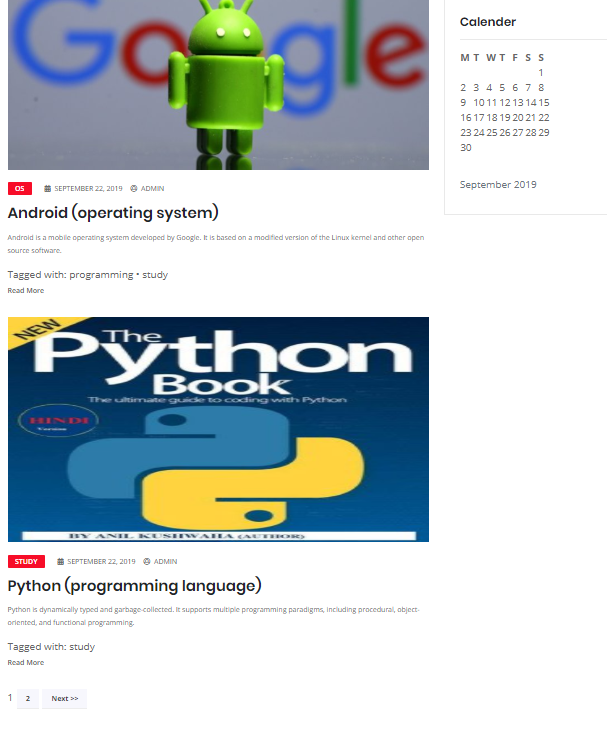 Google
OS SEPTEMBER 22, 2019 ADMIN
Android (operating system)
Android is a mobile operating system developed by Google. It is based on a modified version of the Linux kernel and other open
source software.
Tagged with: programming • study
Read More
NEW
The
Python
Book
The ultimate guide to coding with Python
HINDI
Version
BY ANIL KUSHWAHA (AUTHOR)
STUDY SEPTEMBER 22, 2019 ADMIN
Python (programming language)
Python is dynamically typed and garbage-collected. It supports multiple programming paradigms, including procedural, object-
oriented, and functional programming.
Tagged with: study
Read More
1 2 Next >>
Calender
M T W T F S S
1
2 3 4 5 6 7 8
9 10 11 12 13 14 15
16 17 18 19 20 21 22
23 24 25 26 27 28 29
30
September 2019